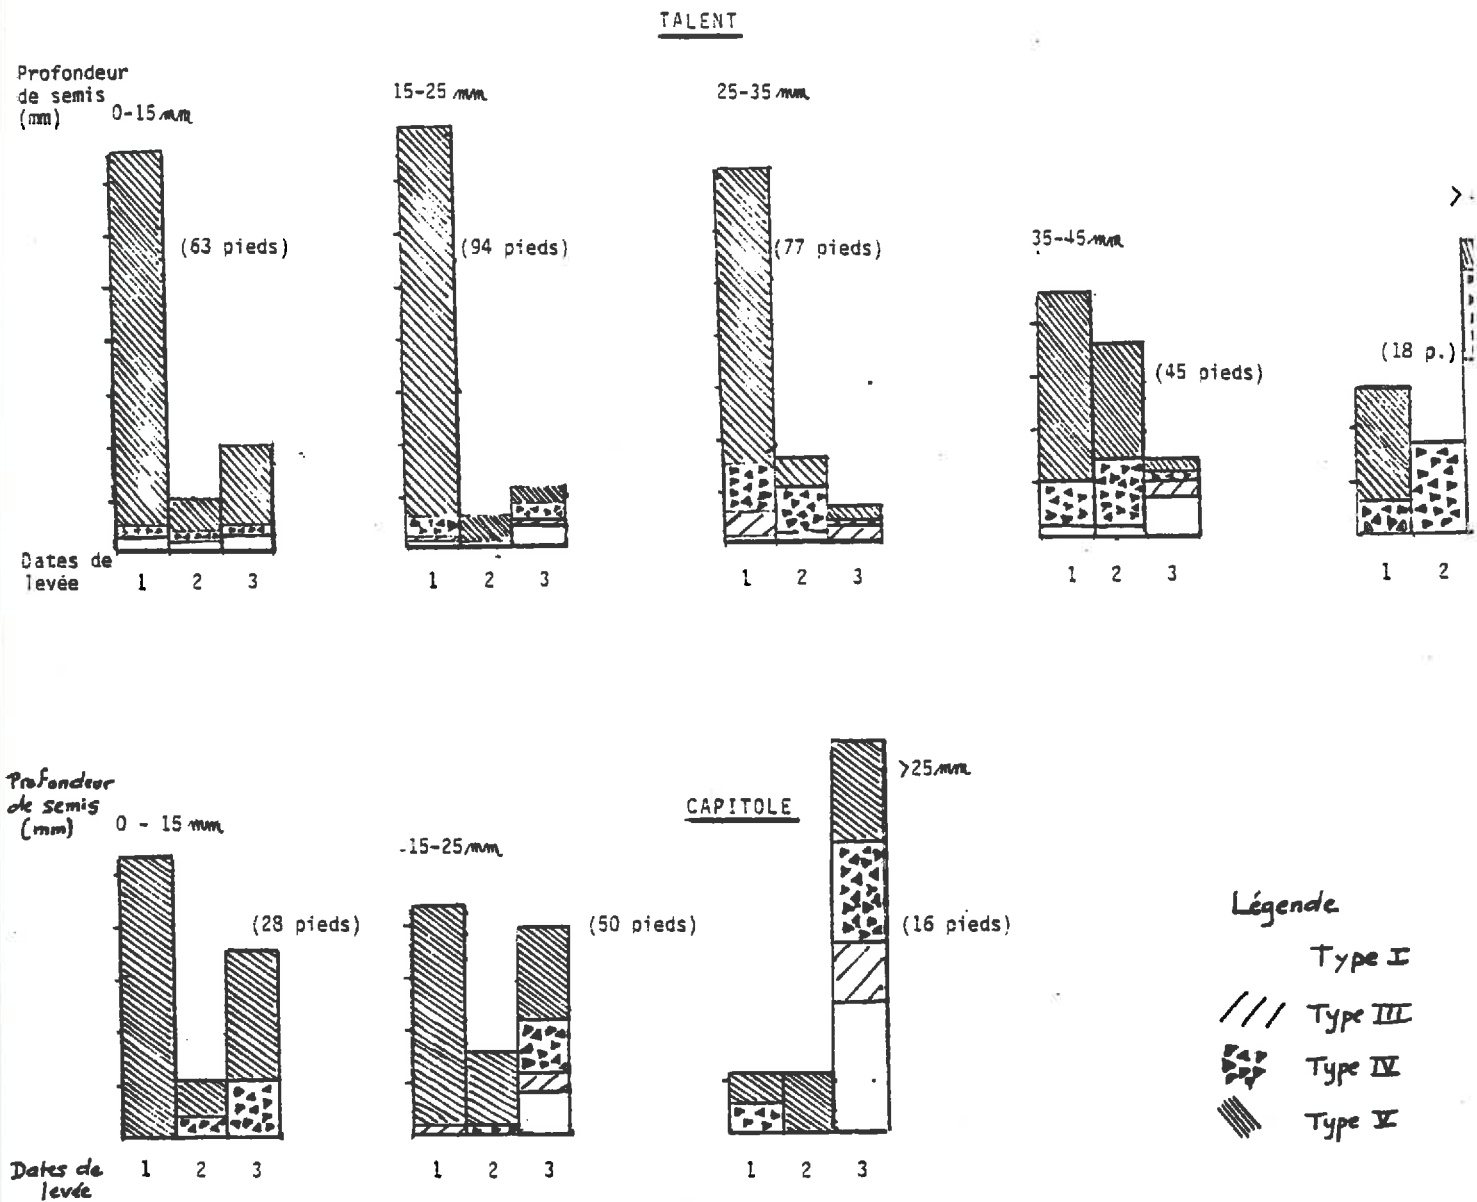 TALENT
Profondeur
de semis
(mm)
0-15 mm
15-25 mm
25-35 mm
35-45 mm
>
(63 pieds)
(94 pieds)
(77 pieds)
(45 pieds)
(18 p.)
Dates de
levée
1 2 3
1 2 3
1 2 3
1 2 3
1 2
Profondeur
de semis
(mm)
0 - 15 mm
15-25 mm
CAPITOLE
>25 mm
(28 pieds)
(50 pieds)
(16 pieds)
Légende
Type I
Type III
Type IV
Type V
Dates de
levée
1 2 3
1 2 3
1 2 3